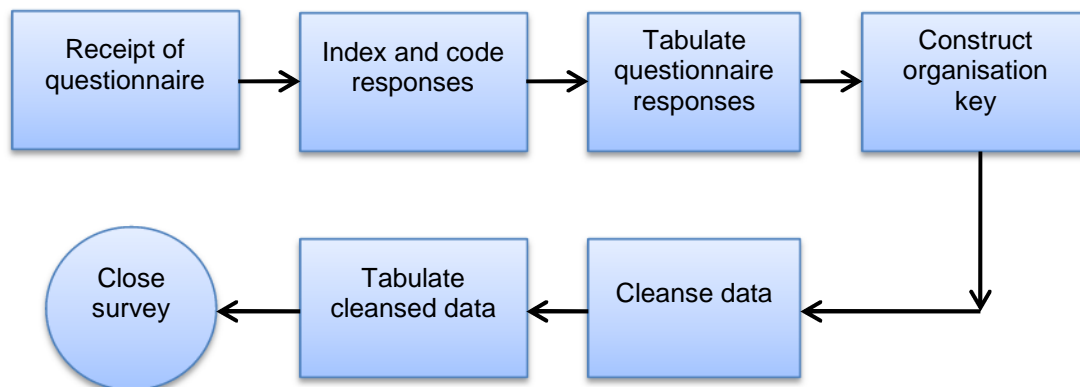 Receipt of
questionnaire
Index and code
responses
Tabulate
questionnaire
responses
Construct
organisation
key
Cleanse data
Tabulate
cleansed data
Close
survey